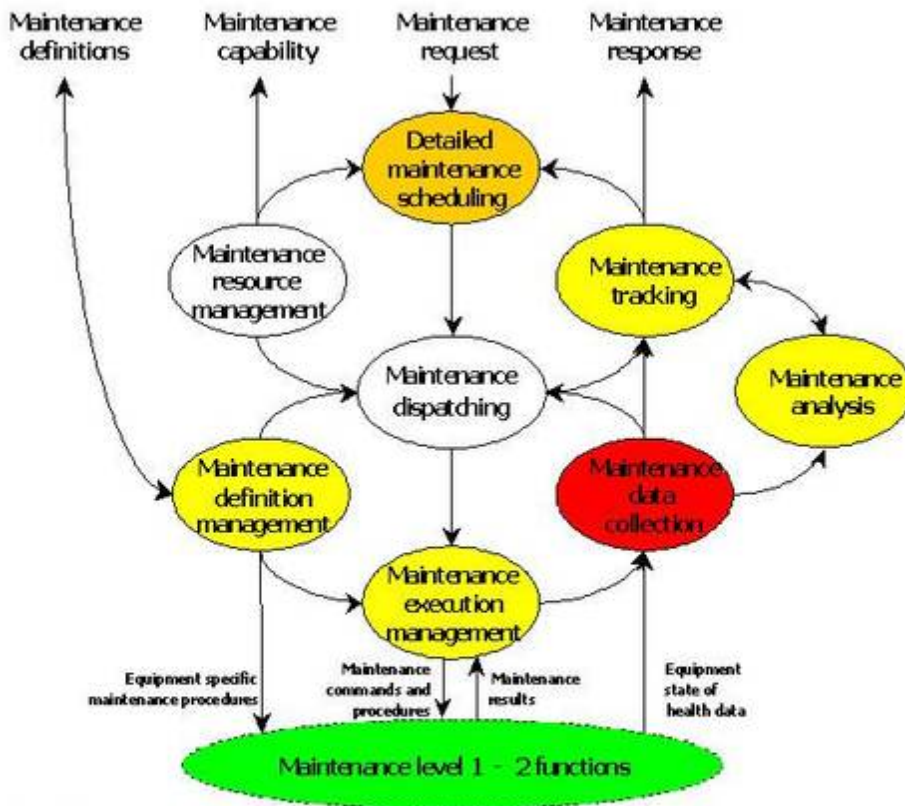 Maintenance
definitions
Maintenance
capability
Maintenance
request
Maintenance
response
Detailed
maintenance
scheduling
Maintenance
resource
management
Maintenance
tracking
Maintenance
dispatching
Maintenance
analysis
Maintenance
definition
management
Maintenance
data
collection
Maintenance
execution
management
Equipment specific
maintenance procedures
Maintenance
commands and
procedures
Maintenance
results
Equipment
state of
health data
Maintenance level 1 - 2 functions